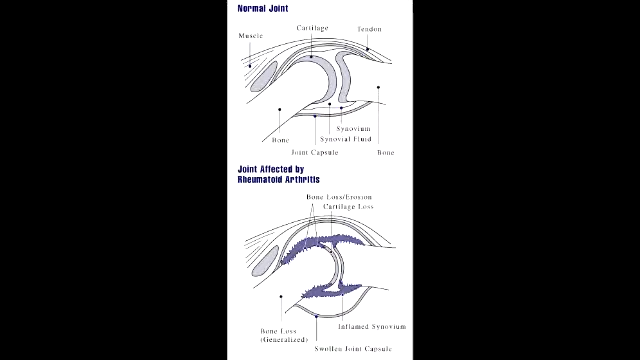 Normal Joint
Cartilage
Tendon
Muscle
Synovium
Bone
Synovial Fluid
Joint Capsule
Bone
Joint Affected by
Rheumatoid Arthritis
Bone Loss/Erosion
Cartilage Loss
Bone Loss
(Generalized)
Inflamed Synovium
Swollen Joint Capsule